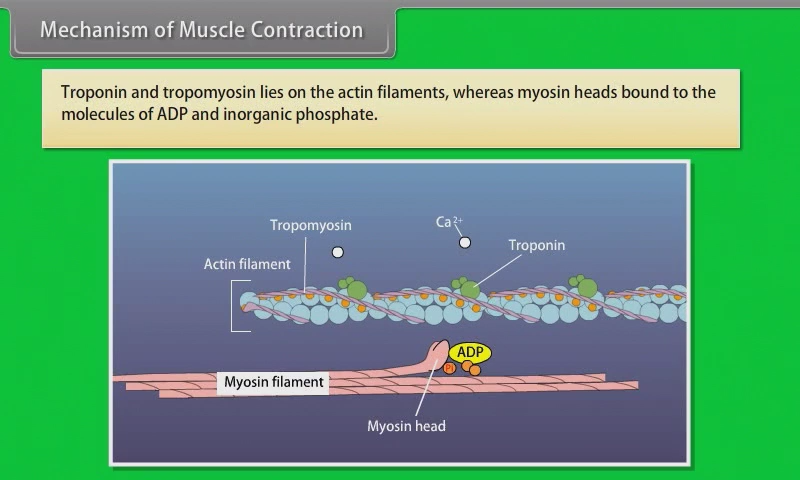 Mechanism of Muscle Contraction
Troponin and tropomyosin lies on the actin filaments, whereas myosin heads bound to the
molecules of ADP and inorganic phosphate.
Tropomyosin
Ca2+
Troponin
Actin filament
ADP
Pi
Myosin filament
Myosin head